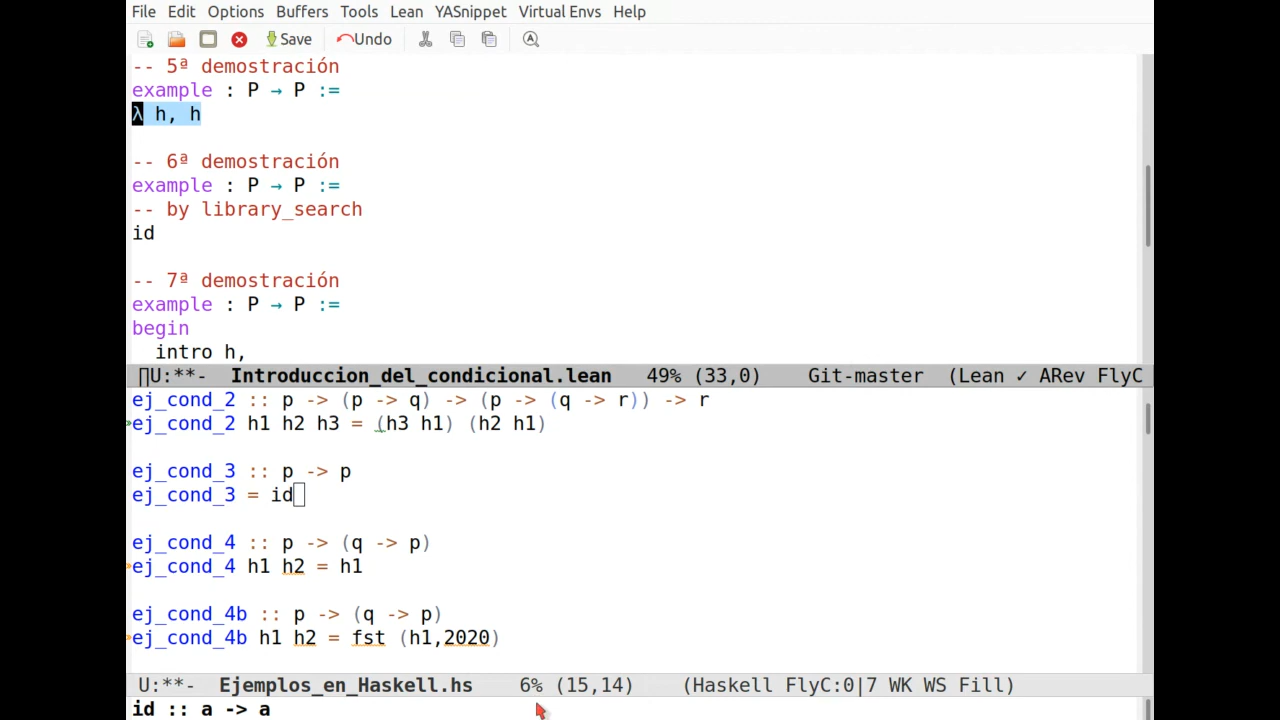 File Edit Options Buffers Tools Lean YASnippet Virtual Envs Help
Save Undo
-- 5ª demostración
example : P → P :=
λ h, h
-- 6ª demostración
example : P → P :=
-- by library_search
id
-- 7ª demostración
example : P → P :=
begin
intro h,
∏U:**- Introduccion_del_condicional.lean 49% (33,0) Git-master (Lean ✓ ARev FlyC
ej_cond_2 :: p -> (p -> q) -> (p -> (q -> r)) -> r
ej_cond_2 h1 h2 h3 = (h3 h1) (h2 h1)
ej_cond_3 :: p -> p
ej_cond_3 = id
ej_cond_4 :: p -> (q -> p)
ej_cond_4 h1 h2 = h1
ej_cond_4b :: p -> (q -> p)
ej_cond_4b h1 h2 = fst (h1,2020)
U:**- Ejemplos_en_Haskell.hs 6% (15,14) (Haskell FlyC:0|7 WK WS Fill)
id :: a -> a